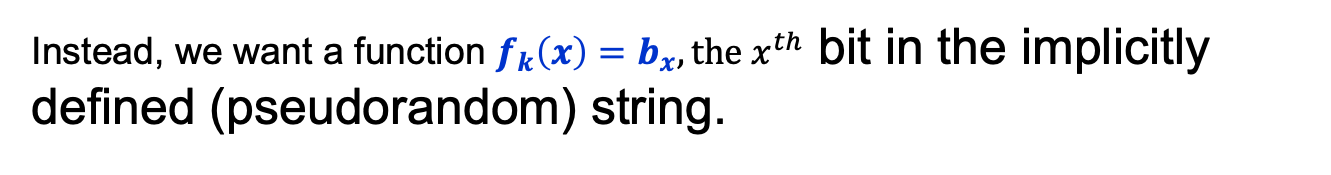 Instead, we want a function $f_k(x) = b_x$, the $x^{th}$ bit in the implicitly
defined (pseudorandom) string.